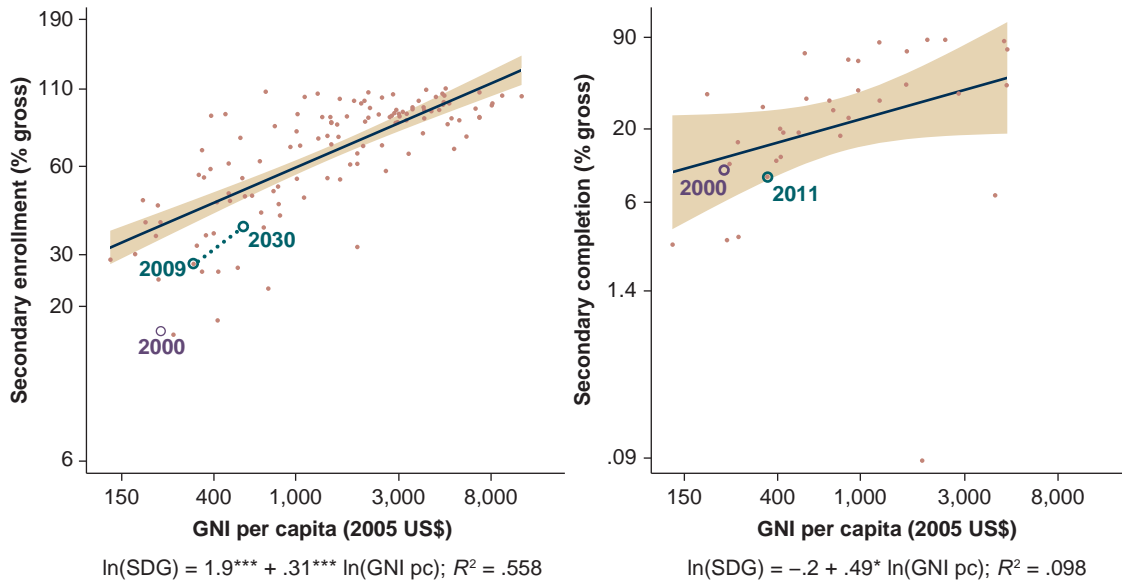 190
110
60
30
20
6
Secondary enrollment (% gross)
2009
2030
2000
150 400 1,000 3,000 8,000
GNI per capita (2005 US$)
ln(SDG) = 1.9*** + .31*** ln(GNI pc); R² = .558
90
20
6
1.4
.09
Secondary completion (% gross)
2000
2011
150 400 1,000 3,000 8,000
GNI per capita (2005 US$)
ln(SDG) = –.2 + .49* ln(GNI pc); R² = .098